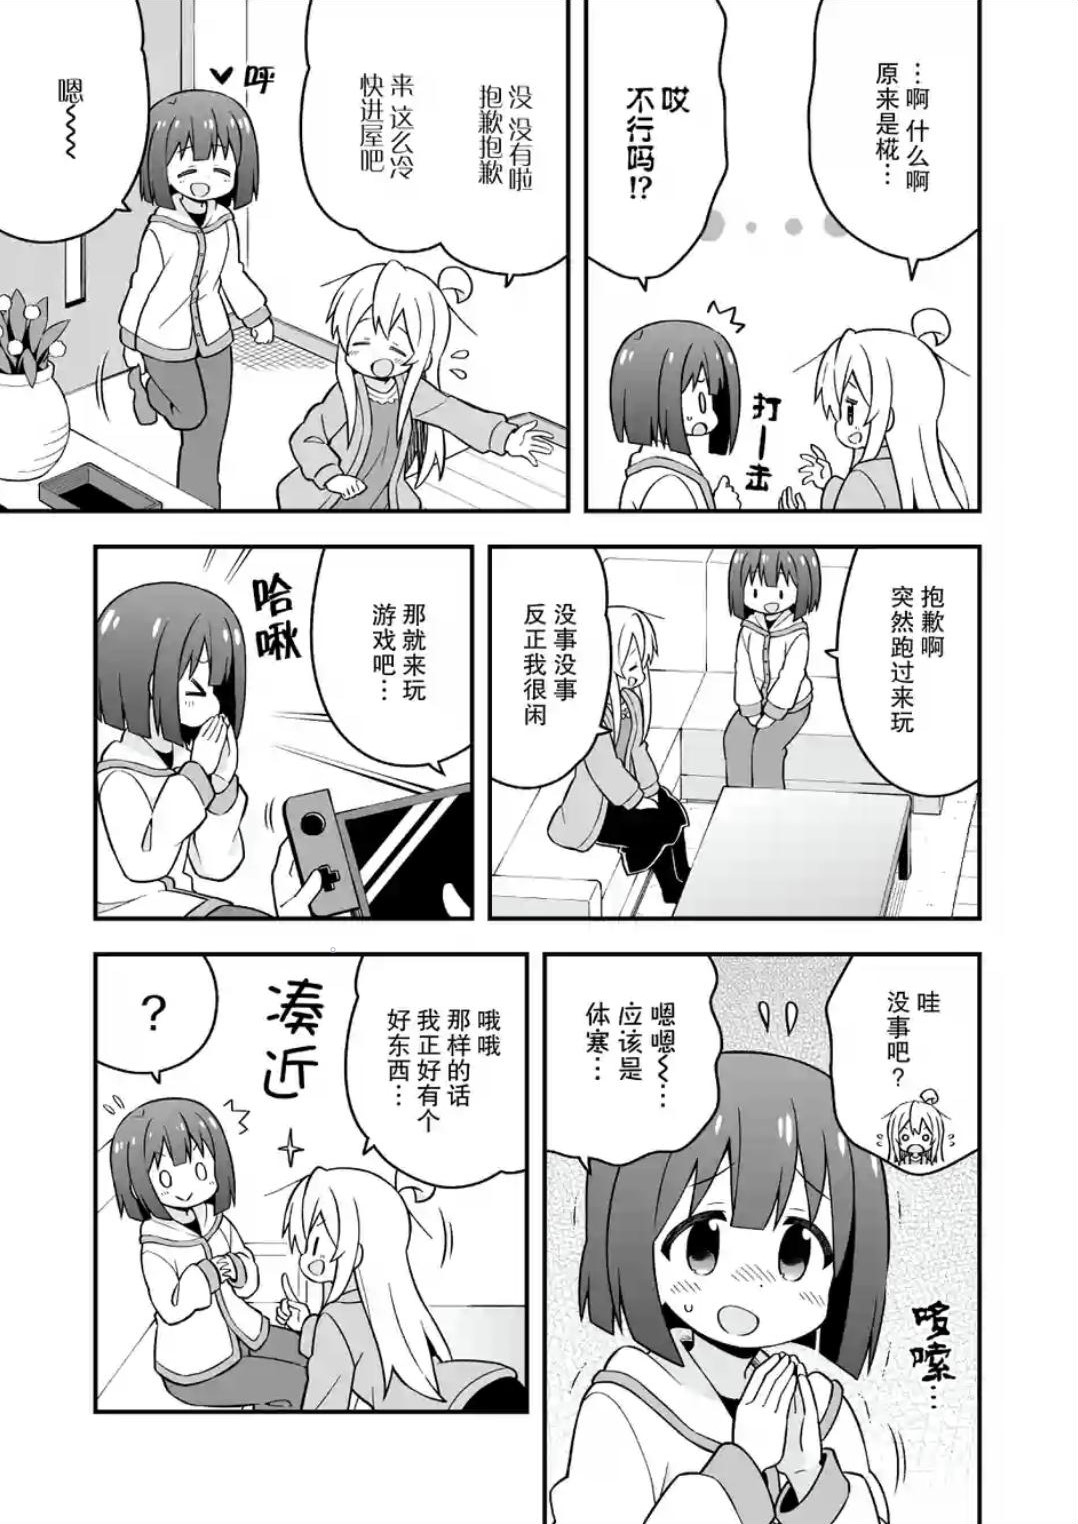 …啊 什么啊
原来是椛…
哎
不行吗!?
打
—
击
没 没有啦
抱歉抱歉
来 这么冷
快进屋吧
♥呼
嗯~~~
抱歉啊
突然跑过来玩
没事没事
反正我很闲
那就来玩
游戏吧…
哈
啾
哇
没事吧?
嗯嗯~…
应该是
体寒…
哆
嗦
…
哦哦
那样的话
我正好有个
好东西…
凑
近
?